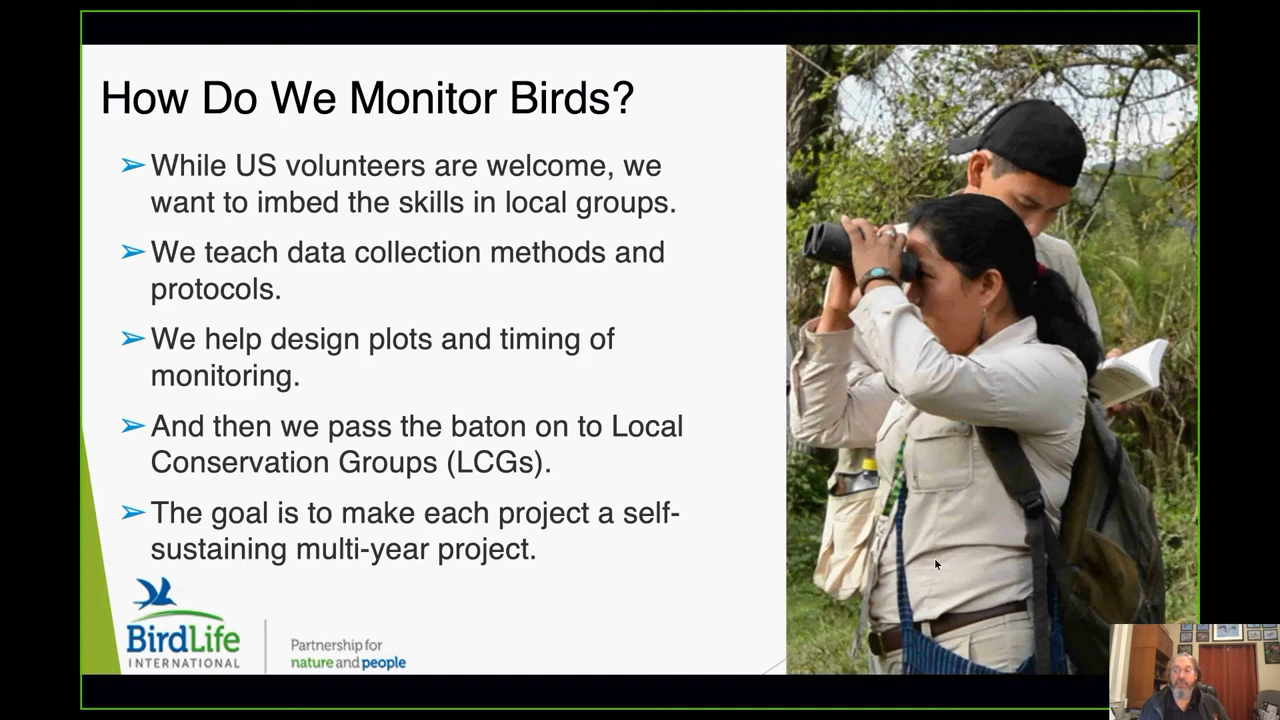 How Do We Monitor Birds?
➢ While US volunteers are welcome, we
want to imbed the skills in local groups.
➢ We teach data collection methods and
protocols.
➢ We help design plots and timing of
monitoring.
➢ And then we pass the baton on to Local
Conservation Groups (LCGs).
➢ The goal is to make each project a self-
sustaining multi-year project.
BirdLife
INTERNATIONAL
Partnership for
nature and people